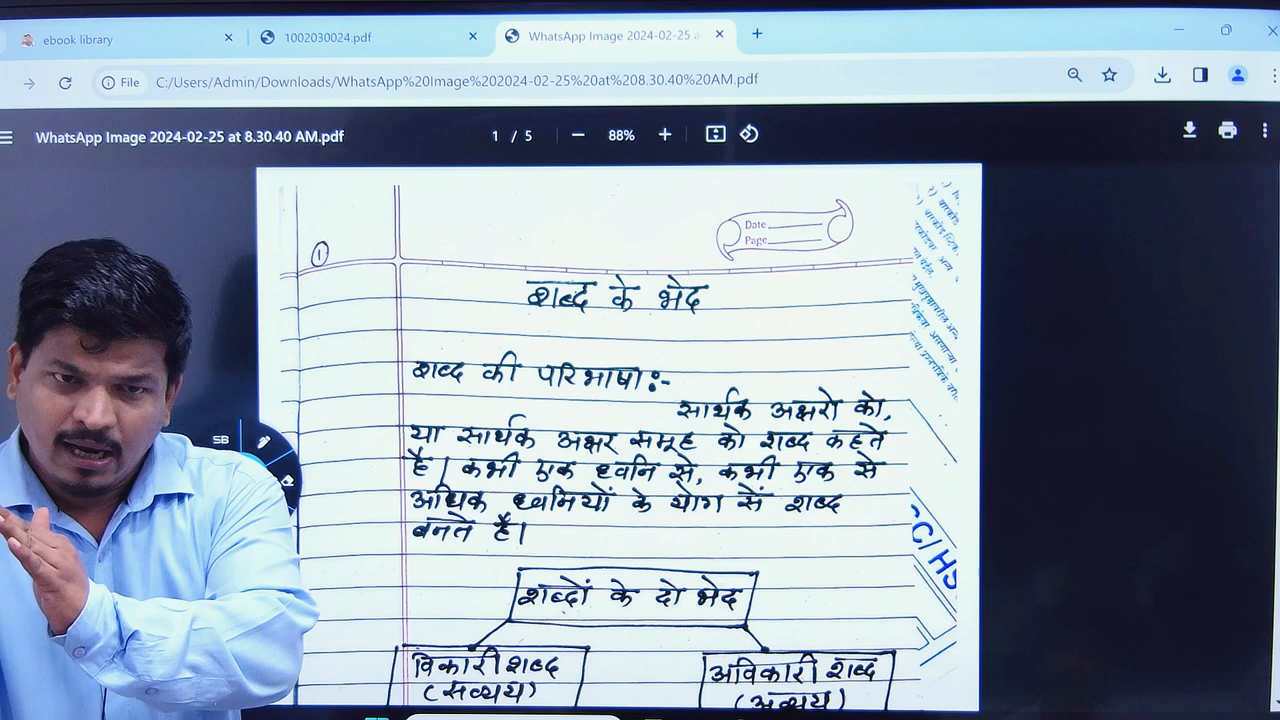 ebook library
1002030024.pdf
WhatsApp Image 2024-02-25 a
File
C:/Users/Admin/Downloads/WhatsApp%20Image%202024-02-25%20at%208.30.40%20AM.pdf
WhatsApp Image 2024-02-25 at 8.30.40 AM.pdf
1 / 5
88%
Date
Page
1
शब्द के भेद
शब्द की परिभाषा :-
सार्थक अक्षरो को,
या सार्थक अक्षर समूह को शब्द कहते
है। कभी एक ध्वनि से, कभी एक से
अधिक ध्वनियों के योग सें शब्द
बनते हैं।
शब्दों के दो भेद
विकारी शब्द
(सव्यय)
अविकारी शब्द
(अव्यय)
SB
C/HS